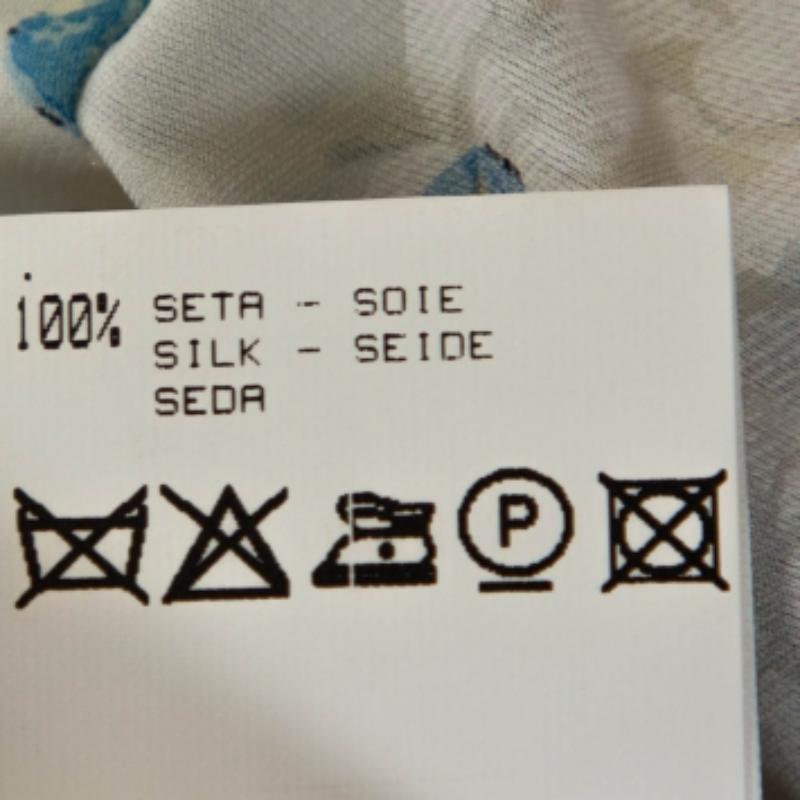 100% SETA - SOIE
SILK - SEIDE
SEDA
P